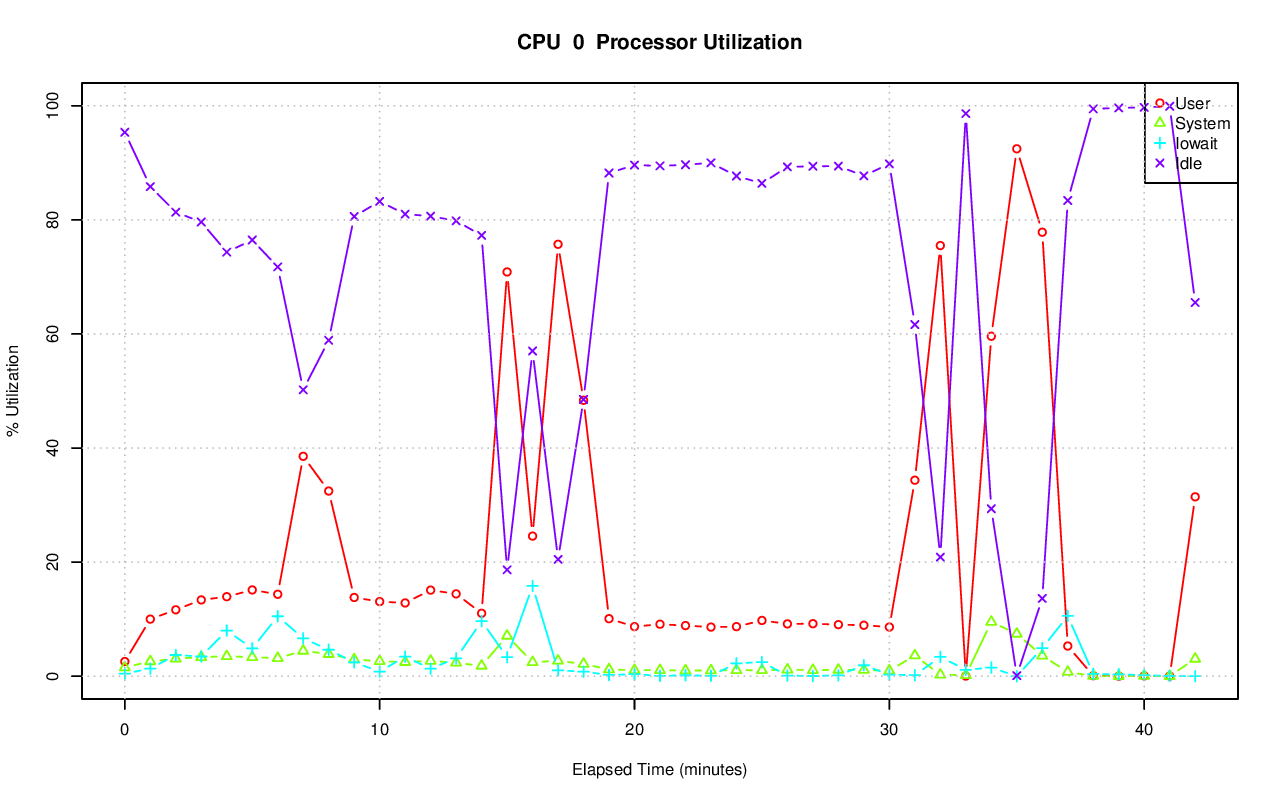 CPU 0 Processor Utilization
% Utilization
100
80
60
40
20
0
User
System
Iowait
Idle
0 10 20 30 40
Elapsed Time (minutes)